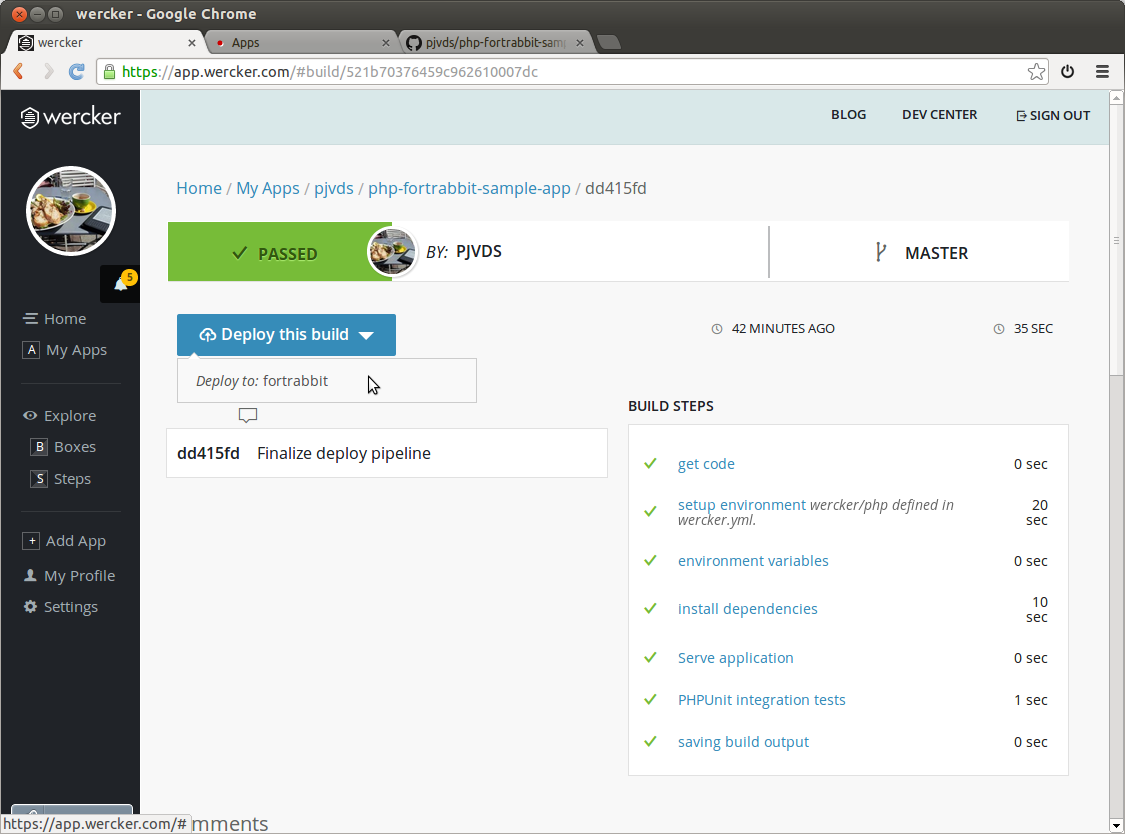 wercker - Google Chrome
wercker
Apps
pjvds/php-fortrabbit-sam
https://app.wercker.com/#build/521b70376459c962610007dc
wercker
BLOG
DEV CENTER
SIGN OUT
5
Home
A My Apps
Explore
B Boxes
S Steps
+ Add App
My Profile
Settings
Home / My Apps / pjvds / php-fortrabbit-sample-app / dd415fd
PASSED
BY: PJVDS
MASTER
Deploy this build
42 MINUTES AGO
35 SEC
Deploy to: fortrabbit
dd415fd Finalize deploy pipeline
BUILD STEPS
get code 0 sec
setup environment wercker/php defined in 20
wercker.yml. sec
environment variables 0 sec
install dependencies 10
sec
Serve application 0 sec
PHPUnit integration tests 1 sec
saving build output 0 sec
https://app.wercker.com/#
mments